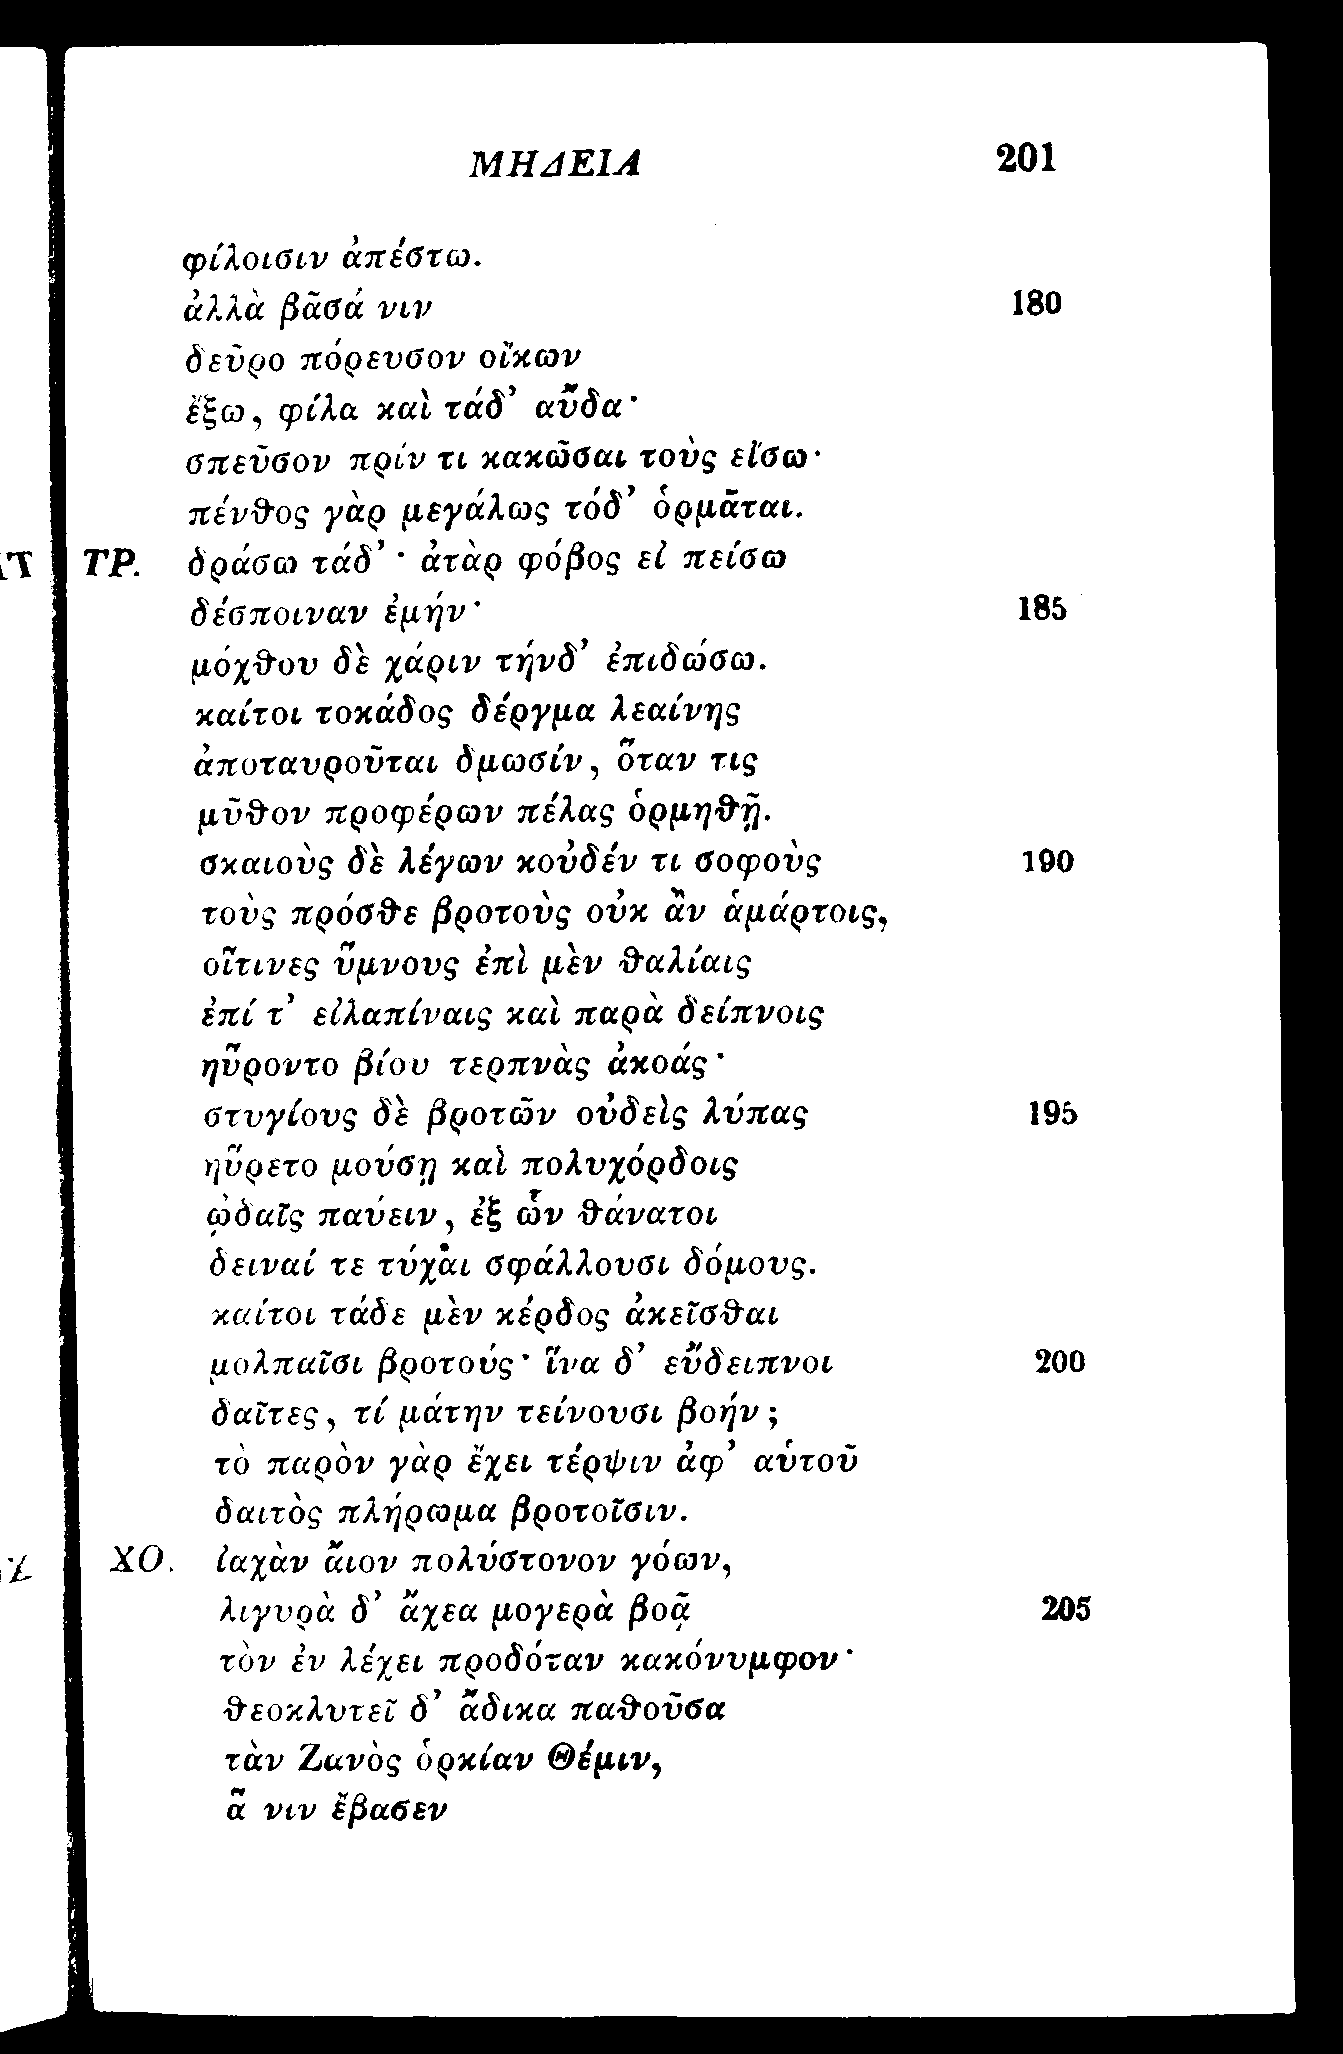 ΜΗΔΕΙΑ 201
φίλοισιν ἀπέστω.
ἀλλὰ βᾶσά νιν 180
δεῦρο πόρευσον οἴκων
ἔξω, φίλα καὶ τάδ’ αὔδα·
σπεῦσον πρίν τι κακῶσαι τοὺς εἴσω·
πένθος γὰρ μεγάλως τόδ’ ὁρμᾶται.
ΤΡ. δράσω τάδ’· ἀτὰρ φόβος εἰ πείσω
δέσποιναν ἐμήν· 185
μόχθου δὲ χάριν τήνδ’ ἐπιδώσω.
καίτοι τοκάδος δέργμα λεαίνης
ἀποταυροῦται δμωσίν, ὅταν τις
μῦθον προφέρων πέλας ὁρμηθῇ.
σκαιοὺς δὲ λέγων κοὐδέν τι σοφοὺς 190
τοὺς πρόσθε βροτοὺς οὐκ ἂν ἁμάρτοις,
οἵτινες ὕμνους ἐπὶ μὲν θαλίαις
ἐπί τ’ εἰλαπίναις καὶ παρὰ δείπνοις
ηὕροντο βίου τερπνὰς ἀκοάς·
στυγίους δὲ βροτῶν οὐδεὶς λύπας 195
ηὕρετο μούσῃ καὶ πολυχόρδοις
ᾠδαῖς παύειν, ἐξ ὧν θάνατοι
δειναί τε τύχαι σφάλλουσι δόμους.
καίτοι τάδε μὲν κέρδος ἀκεῖσθαι
μολπαῖσι βροτούς· ἵνα δ’ εὔδειπνοι 200
δαῖτες, τί μάτην τείνουσι βοήν;
τὸ παρὸν γὰρ ἔχει τέρψιν ἀφ’ αὑτοῦ
δαιτὸς πλήρωμα βροτοῖσιν.
ΧΟ. ἰαχὰν ἄιον πολύστονον γόων,
λιγυρὰ δ’ ἄχεα μογερὰ βοᾷ 205
τὸν ἐν λέχει προδόταν κακόνυμφον·
θεοκλυτεῖ δ’ ἄδικα παθοῦσα
τὰν Ζανὸς ὁρκίαν Θέμιν,
ἅ νιν ἔβασεν